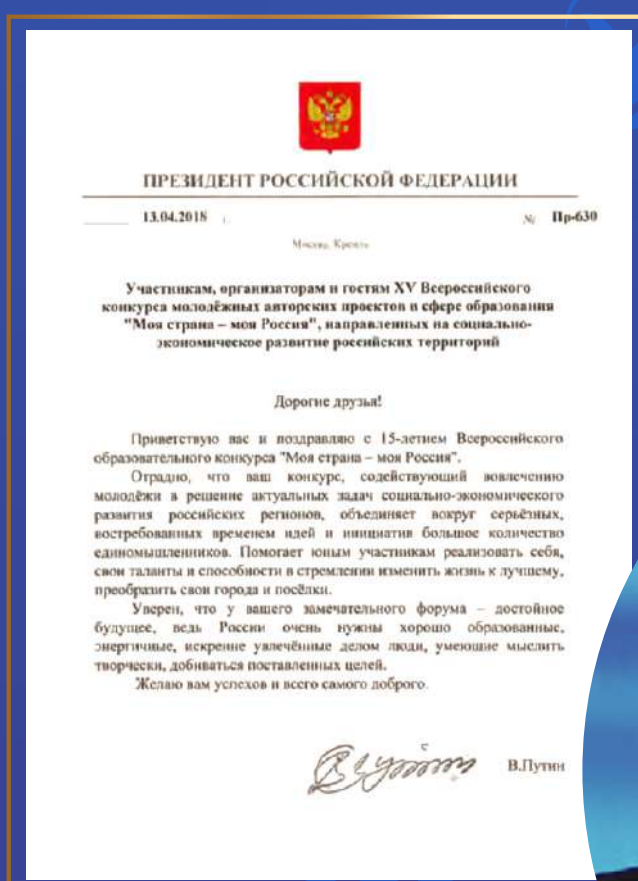 ПРЕЗИДЕНТ РОССИЙСКОЙ ФЕДЕРАЦИИ
13.04.2018 г. № Пр-630
Москва, Кремль
Участникам, организаторам и гостям XV Всероссийского
конкурса молодёжных авторских проектов в сфере образования
"Моя страна – моя Россия", направленных на социально-
экономическое развитие российских территорий
Дорогие друзья!
Приветствую вас и поздравляю с 15-летием Всероссийского
образовательного конкурса "Моя страна – моя Россия".
Отрадно, что ваш конкурс, содействующий вовлечению
молодёжи в решение актуальных задач социально-экономического
развития российских регионов, объединяет вокруг серьёзных,
востребованных временем идей и инициатив большое количество
единомышленников. Помогает юным участникам реализовать себя,
свои таланты и способности в стремлении изменить жизнь к лучшему,
преобразить свои города и посёлки.
Уверен, что у вашего замечательного форума – достойное
будущее, ведь России очень нужны хорошо образованные,
энергичные, искренне увлечённые делом люди, умеющие мыслить
творчески, добиваться поставленных целей.
Желаю вам успехов и всего самого доброго.
В.Путин